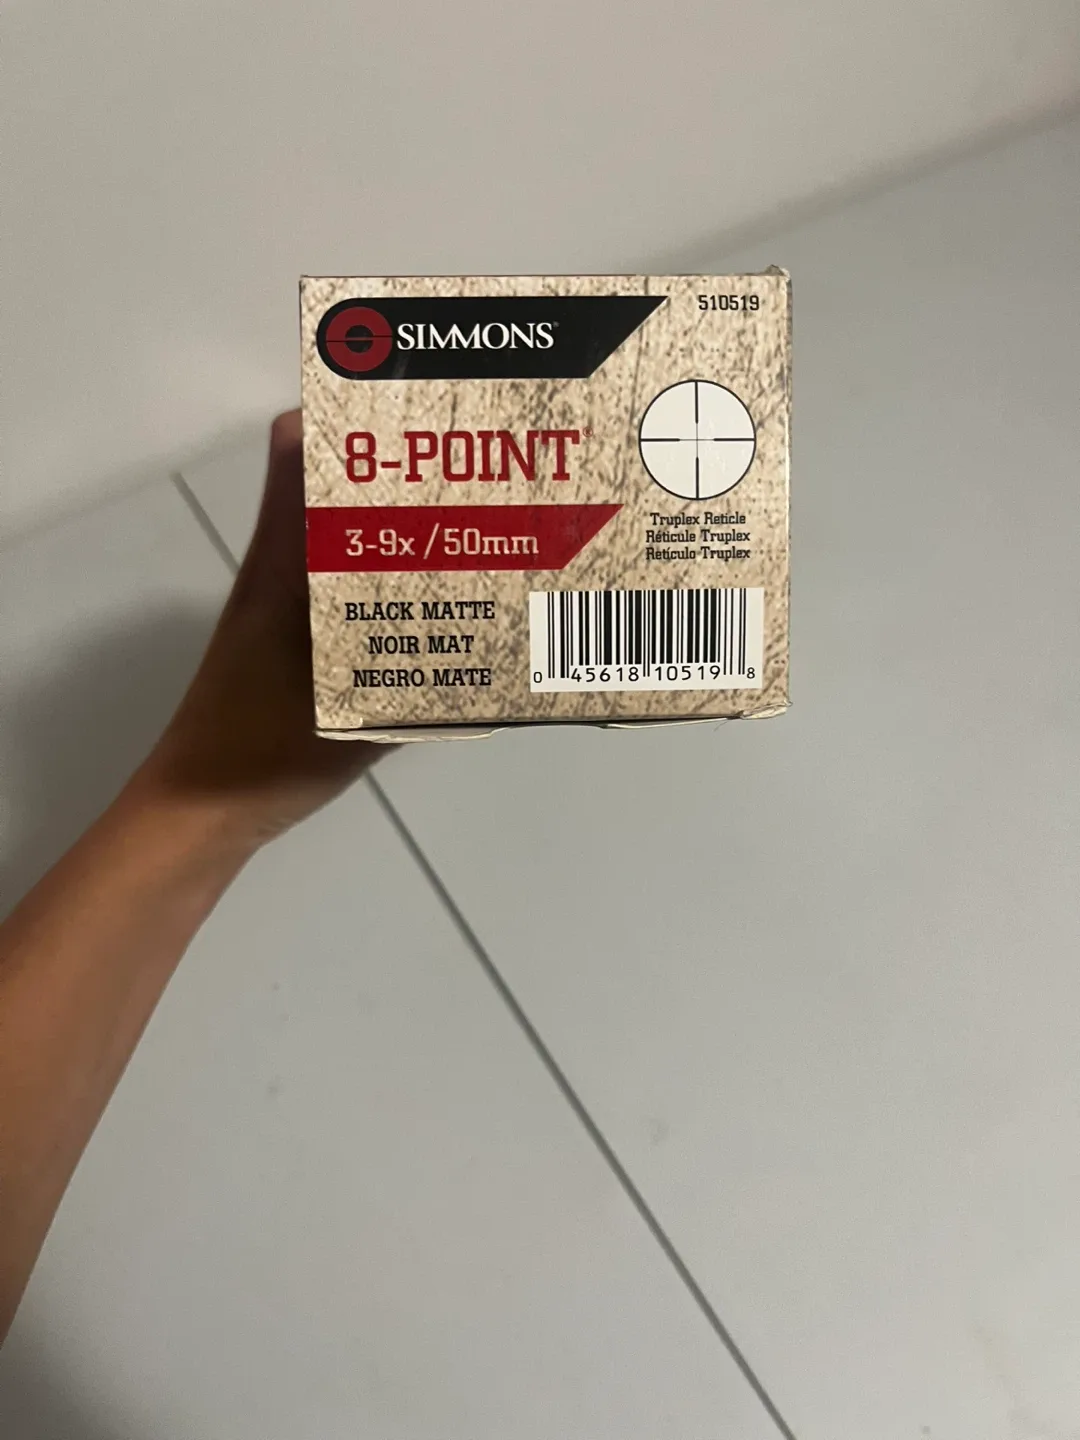 SIMMONS®
510519
8-POINT®
3-9x/50mm
Truplex Reticle
Réticule Truplex
Retículo Truplex
BLACK MATTE
NOIR MAT
NEGRO MATE
0 45618 10519 8